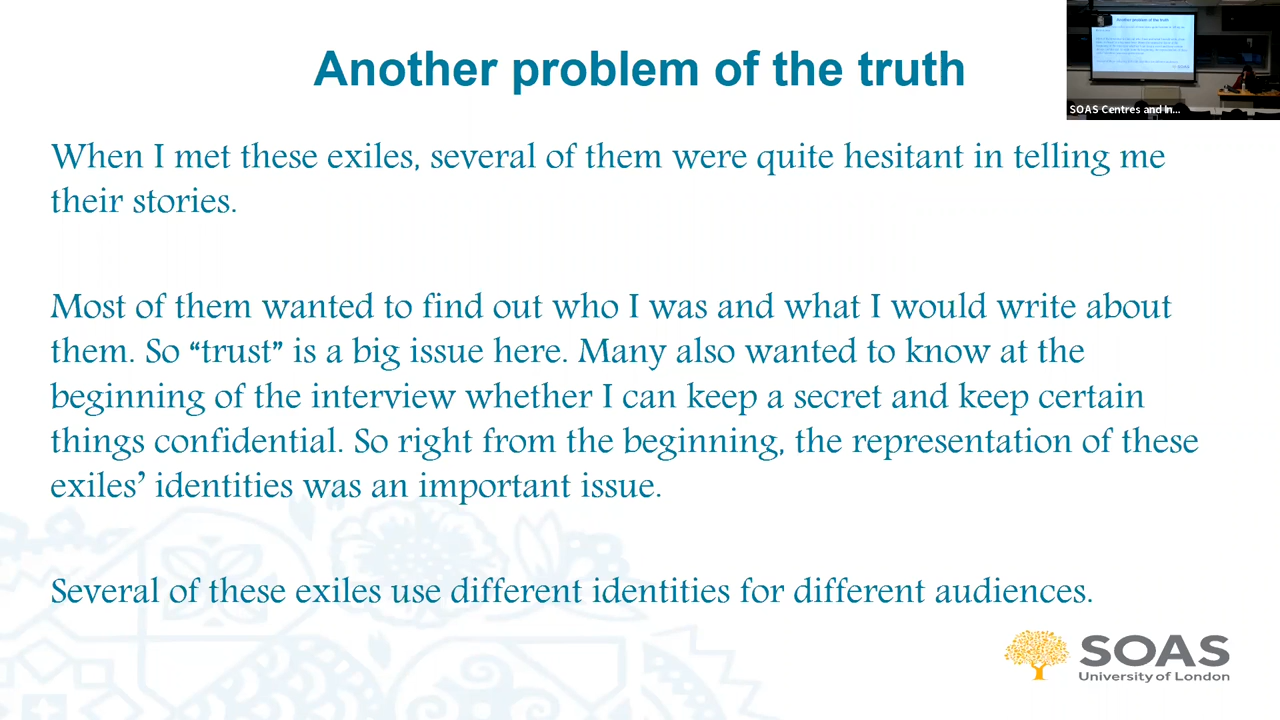 Another problem of the truth
SOAS Centres and In...
When I met these exiles, several of them were quite hesitant in telling me
their stories.
Most of them wanted to find out who I was and what I would write about
them. So “trust” is a big issue here. Many also wanted to know at the
beginning of the interview whether I can keep a secret and keep certain
things confidential. So right from the beginning, the representation of these
exiles’ identities was an important issue.
Several of these exiles use different identities for different audiences.
SOAS
University of London